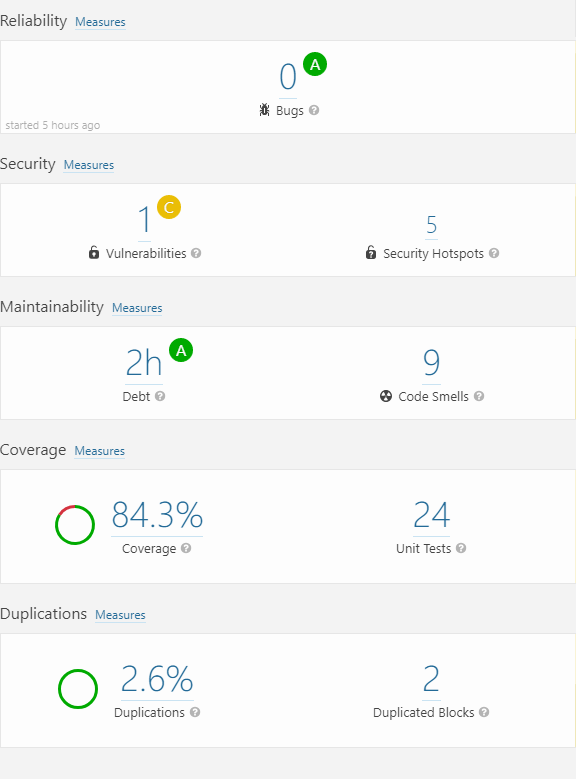 Reliability Measures
0 A
Bugs ?
started 5 hours ago
Security Measures
1 C 5
Vulnerabilities ? Security Hotspots ?
Maintainability Measures
2h A 9
Debt ? Code Smells ?
Coverage Measures
84.3% 24
Coverage ? Unit Tests ?
Duplications Measures
2.6% 2
Duplications ? Duplicated Blocks ?